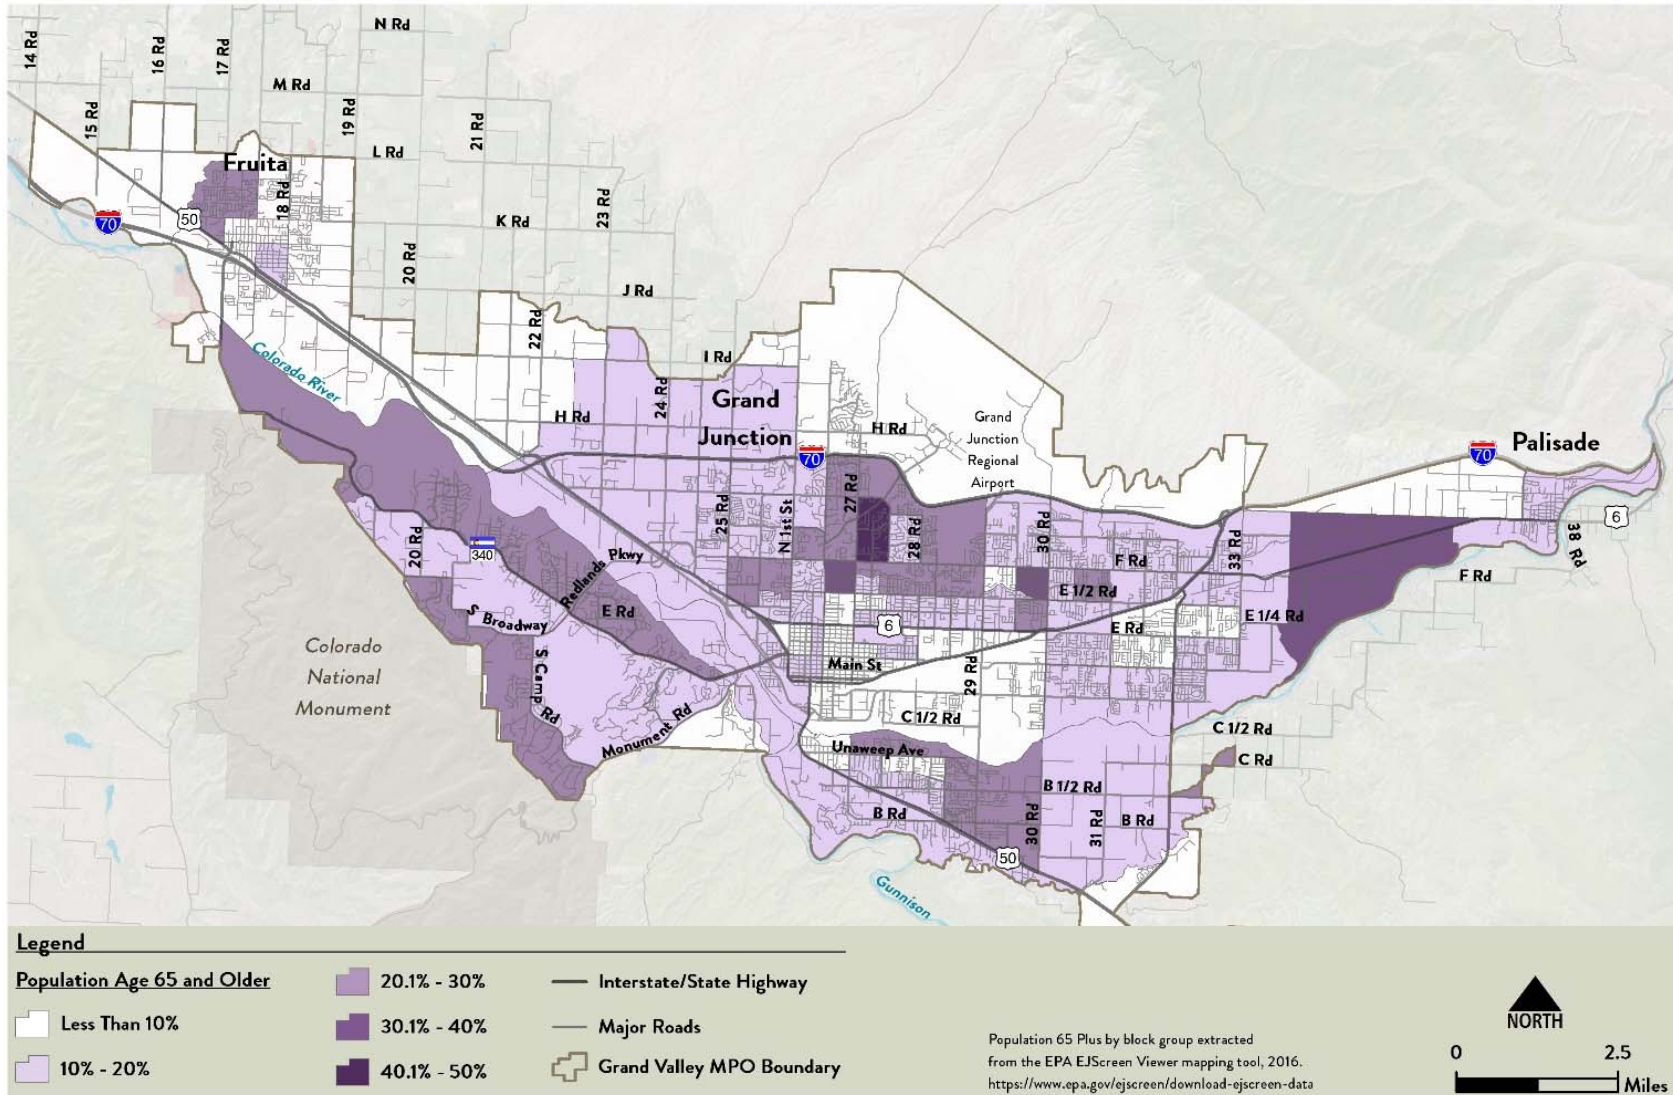 N Rd
14 Rd
16 Rd
17 Rd
M Rd
15 Rd
19 Rd
21 Rd
L Rd
Fruita
18 Rd
23 Rd
50
70
K Rd
20 Rd
J Rd
22 Rd
Colorado River
I Rd
24 Rd
Grand
Junction
H Rd
H Rd
Grand
Junction
Regional
Airport
70
70
Palisade
27 Rd
25 Rd
N 1st St
28 Rd
30 Rd
33 Rd
38 Rd
6
20 Rd
340
Redlands Pkwy
F Rd
F Rd
E 1/2 Rd
E Rd
S Broadway
6
E Rd
E 1/4 Rd
Colorado
National
Monument
S Camp Rd
Main St
29 Rd
Monument Rd
C 1/2 Rd
C 1/2 Rd
Unaweep Ave
C Rd
B 1/2 Rd
B Rd
30 Rd
31 Rd
B Rd
50
Gunnison
Legend
Population Age 65 and Older
Less Than 10%
10% - 20%
20.1% - 30%
30.1% - 40%
40.1% - 50%
Interstate/State Highway
Major Roads
Grand Valley MPO Boundary
Population 65 Plus by block group extracted
from the EPA EJScreen Viewer mapping tool, 2016.
https://www.epa.gov/ejscreen/download-ejscreen-data
NORTH
0 2.5
Miles